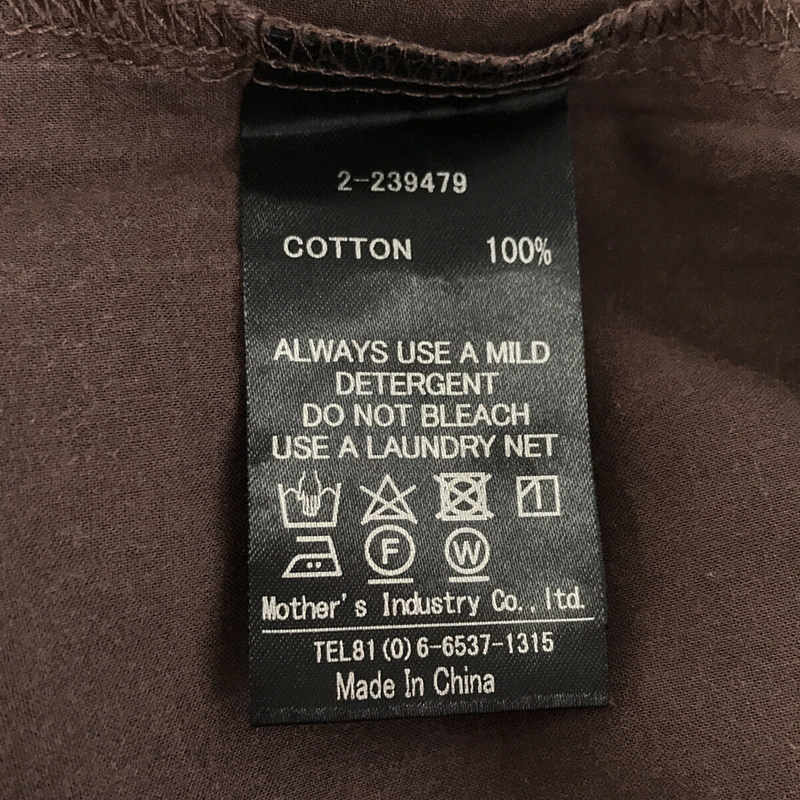 2-239479
COTTON 100%
ALWAYS USE A MILD
DETERGENT
DO NOT BLEACH
USE A LAUNDRY NET
F W
Mother's Industry Co.,ltd.
TEL81(0)6-6537-1315
Made In China